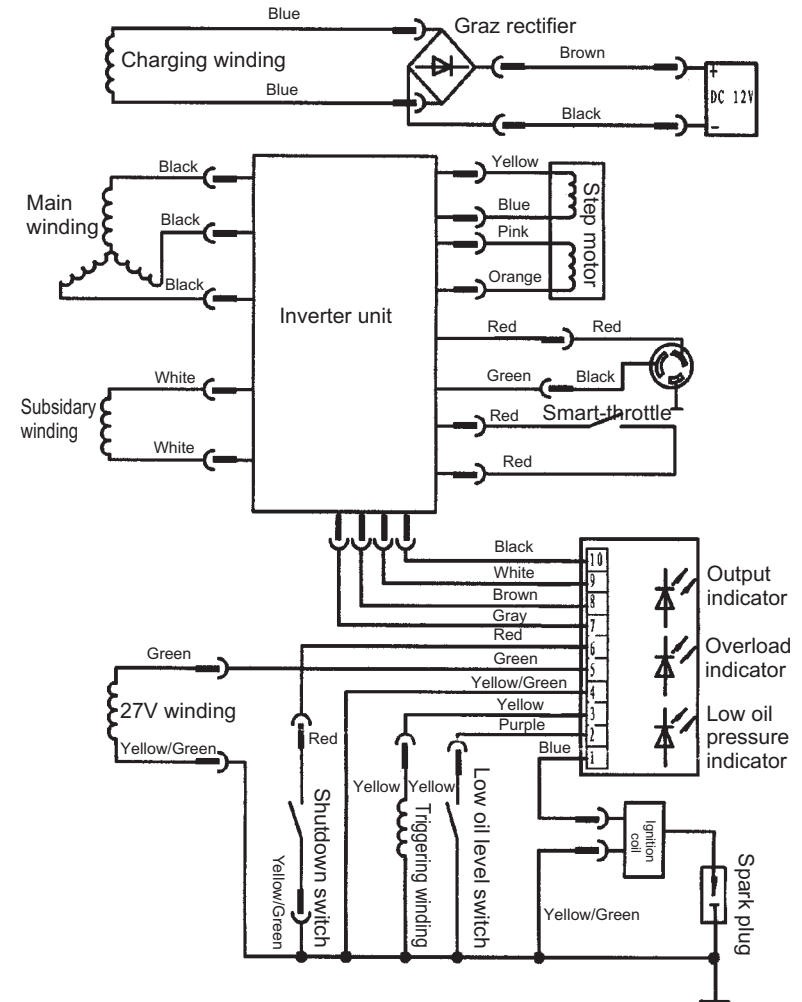 Blue
Graz rectifier
Charging winding
Brown
+
DC 12V
Blue
Black
−
Black
Yellow
Main
winding
Black
Blue
Step motor
Pink
Black
Orange
Inverter unit
Red
Red
White
Green
Black
Subsidary
winding
Red
Smart-throttle
White
Red
Black
10
White
9
Output
indicator
Brown
8
Gray
7
Red
6
Green
Green
5
Overload
indicator
Yellow/Green
4
27V winding
Yellow
3
Low oil
pressure
indicator
Purple
2
Yellow/Green
Red
Blue
1
Yellow
Yellow
Shutdown switch
Triggering winding
Low oil level switch
Ignition
coil
Yellow/Green
Yellow/Green
Spark plug